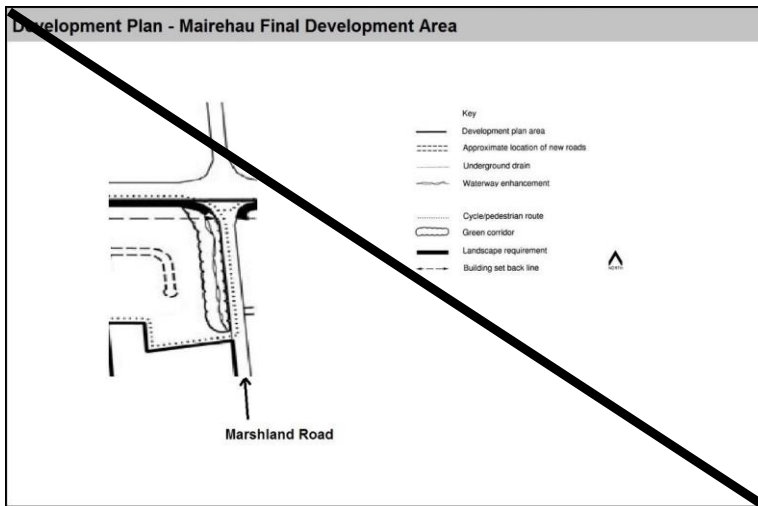 Development Plan - Mairehau Final Development Area
Key
Development plan area
Approximate location of new roads
Underground drain
Waterway enhancement
Cycle/pedestrian route
Green corridor
Landscape requirement
Building set back line
NORTH
Marshland Road